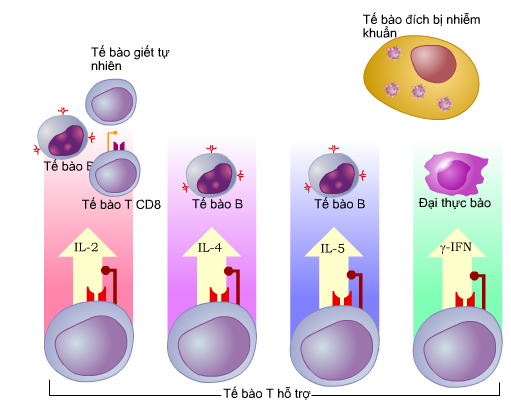 Tế bào đích bị nhiễm
khuẩn
Tế bào giết tự
nhiên
Tế bào B
Tế bào T CD8
Tế bào B
Tế bào B
Đại thực bào
IL-2
IL-4
IL-5
γ-IFN
Tế bào T hỗ trợ